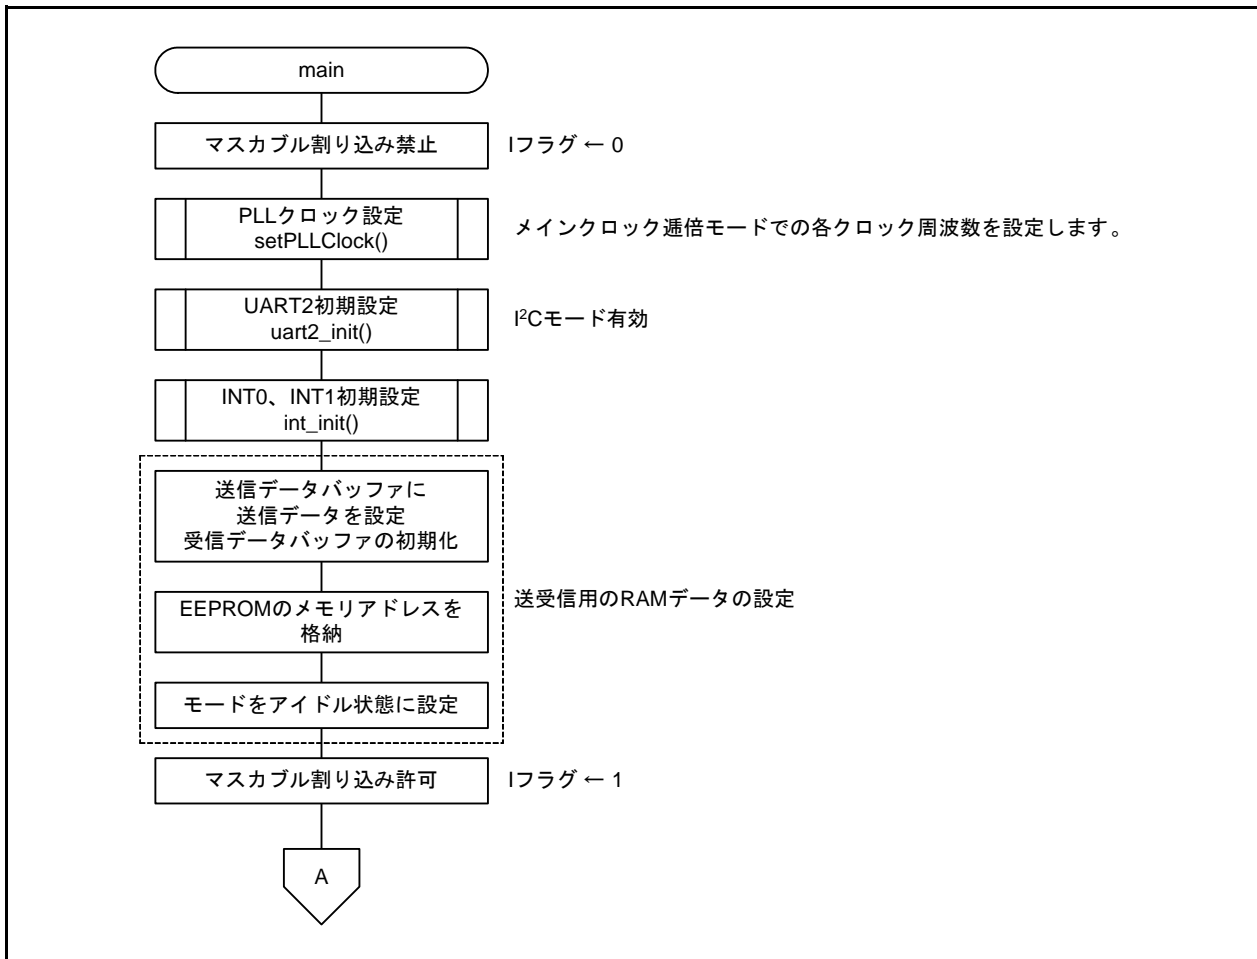 main
マスカブル割り込み禁止
Iフラグ ← 0
PLLクロック設定
setPLLClock()
メインクロック逓倍モードでの各クロック周波数を設定します。
UART2初期設定
uart2_init()
I²Cモード有効
INT0、INT1初期設定
int_init()
送信データバッファに
送信データを設定
受信データバッファの初期化
EEPROMのメモリアドレスを
格納
送受信用のRAMデータの設定
モードをアイドル状態に設定
マスカブル割り込み許可
Iフラグ ← 1
A